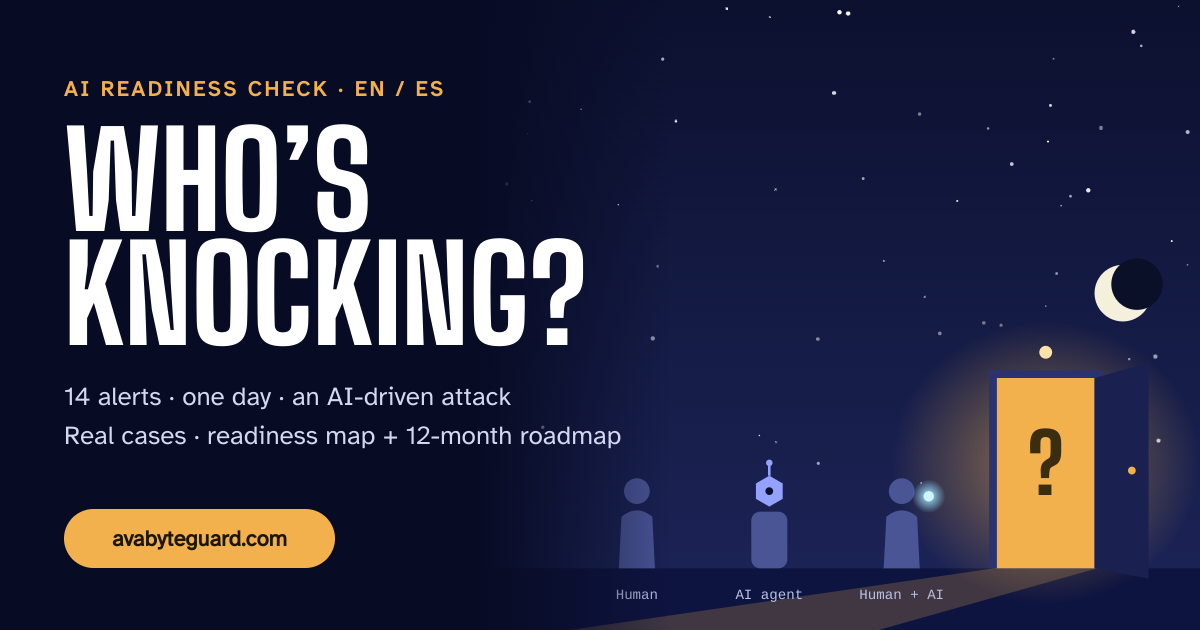 AI READINESS CHECK · EN / ES
WHO’S
KNOCKING?
14 alerts · one day · an AI-driven attack
Real cases · readiness map + 12-month roadmap
avabyteguard.com
?
Human
AI agent
Human + AI